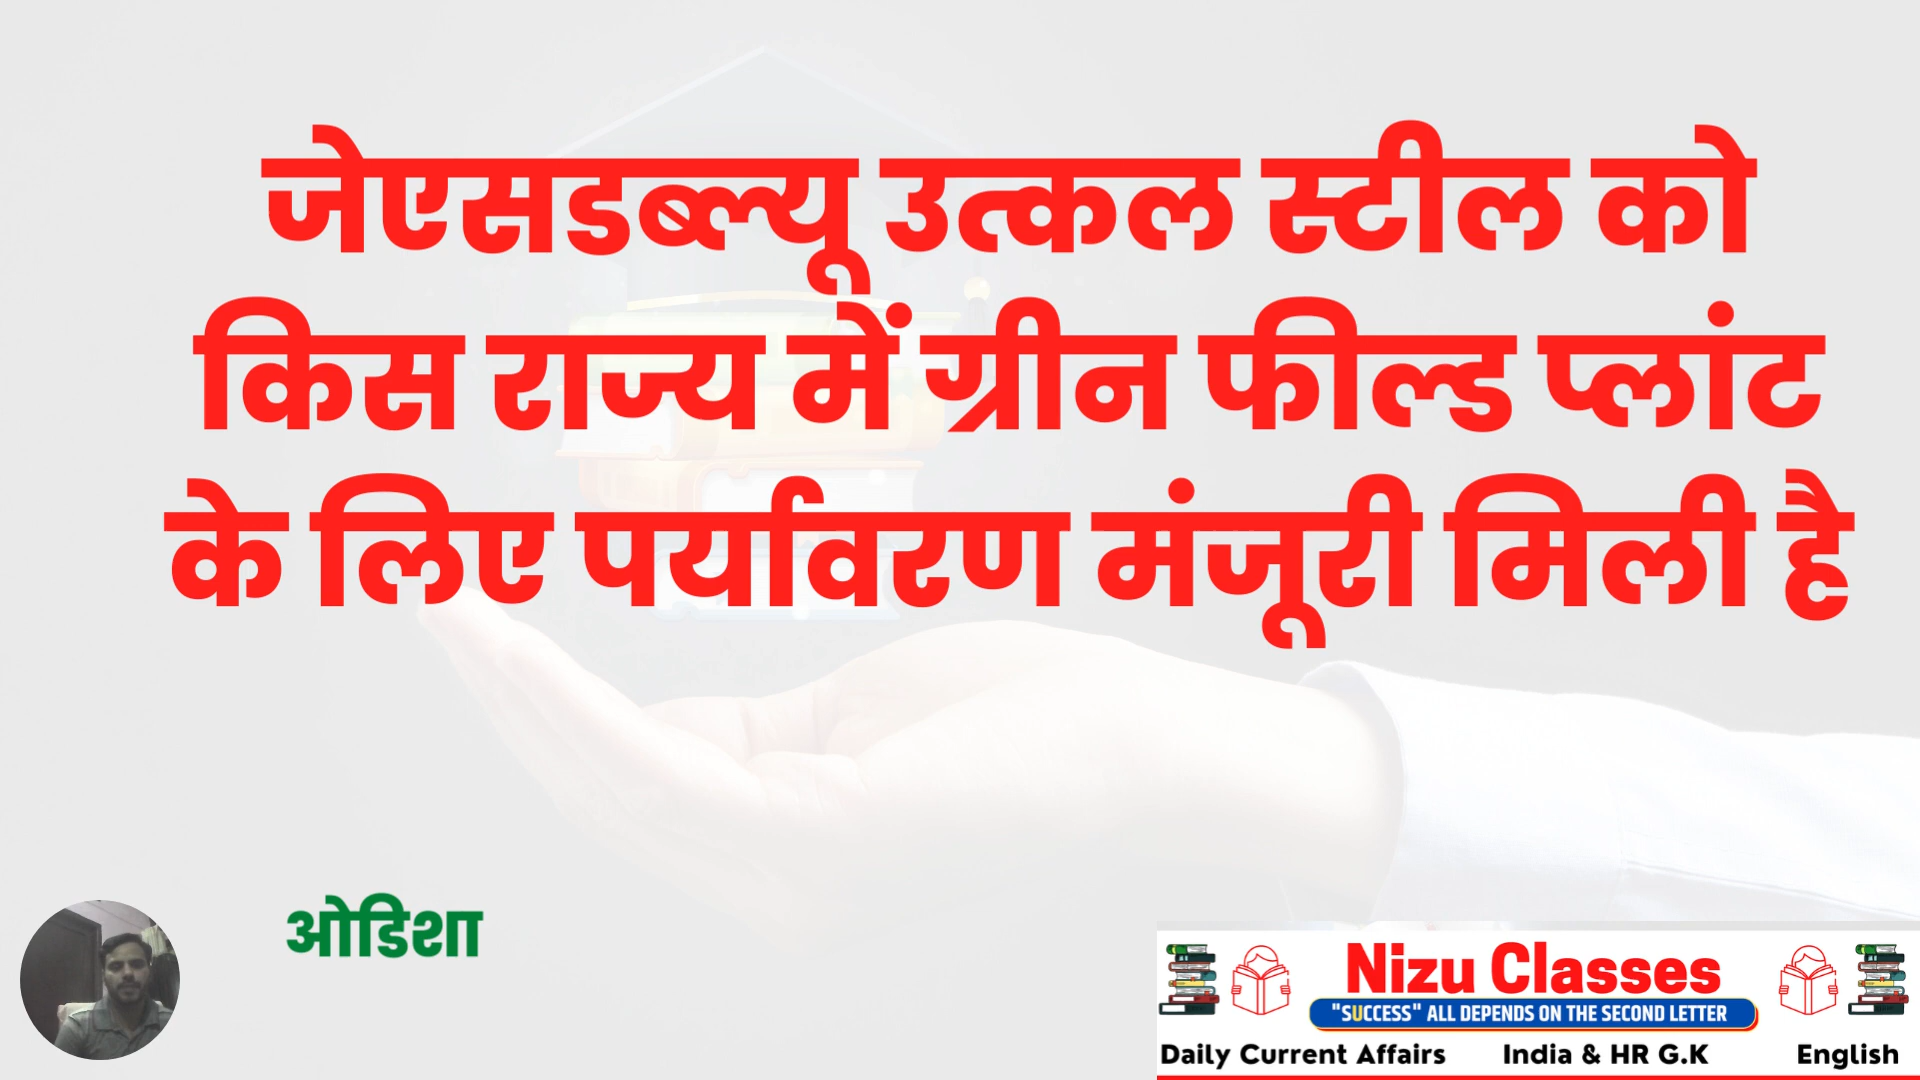 जेएसडब्ल्यू उत्कल स्टील को
किस राज्य में ग्रीन फील्ड प्लांट
के लिए पर्यावरण मंजूरी मिली है
ओडिशा
Nizu Classes
"SUCCESS" ALL DEPENDS ON THE SECOND LETTER
Daily Current Affairs India & HR G.K English